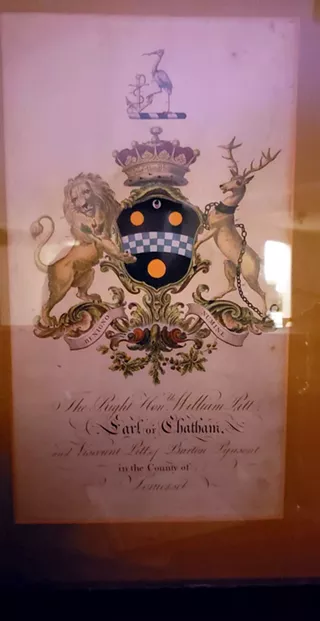 BENIGNO NUMINE
The Right Hon.ble William Pitt
Earl of Chatham,
and Viscount Pitt of Burton Pynsent
in the County of
Somerset